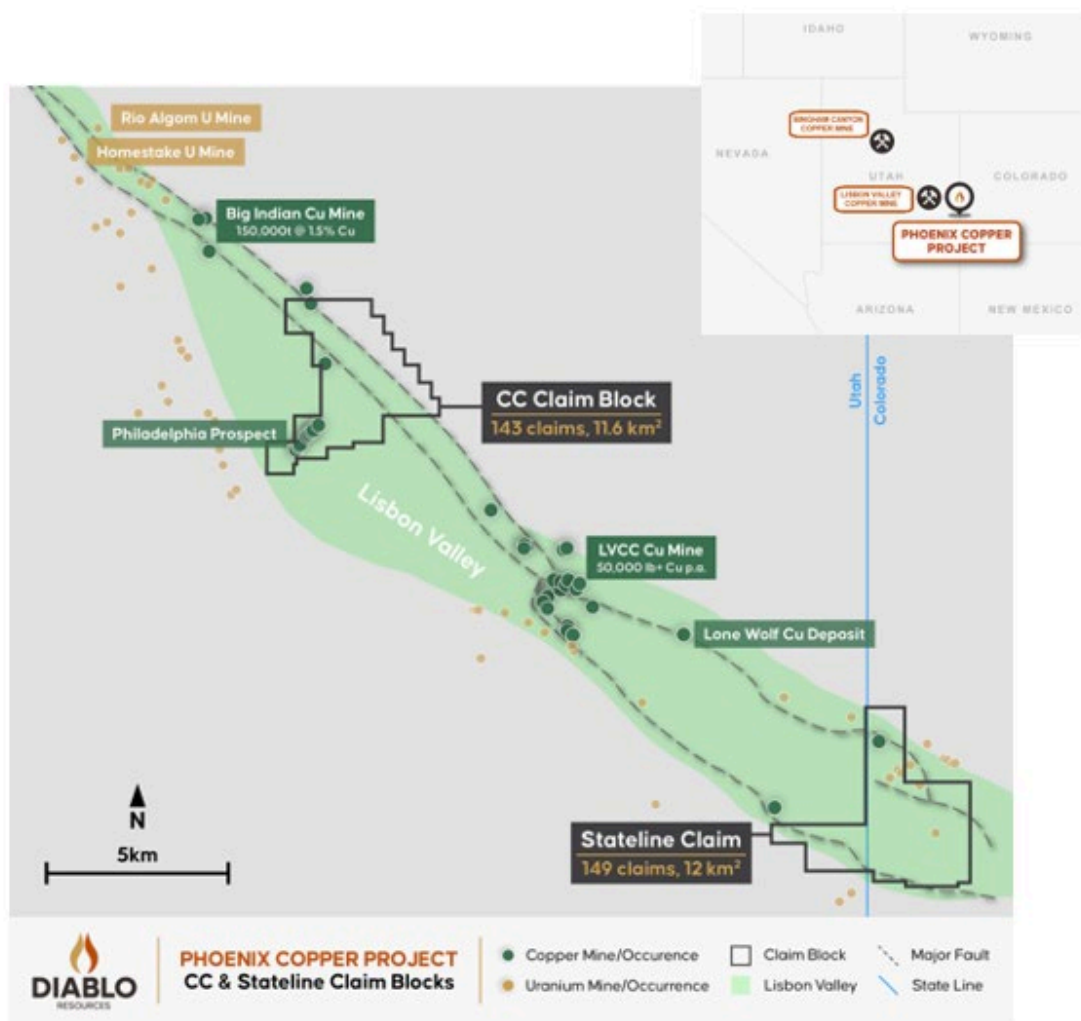 IDAHO
WYOMING
BINGHAM CANYON
COPPER MINE
NEVADA
UTAH
COLORADO
LISBON VALLEY
COPPER MINE
PHOENIX COPPER
PROJECT
ARIZONA
NEW MEXICO
Rio Algom U Mine
Homestake U Mine
Big Indian Cu Mine
150,000t @ 1.5% Cu
Utah
Colorado
CC Claim Block
143 claims, 11.6 km²
Philadelphia Prospect
Lisbon Valley
LVCC Cu Mine
50,000 lb+ Cu p.a.
Lone Wolf Cu Deposit
N
5km
Stateline Claim
149 claims, 12 km²
DIABLO
RESOURCES
PHOENIX COPPER PROJECT
CC & Stateline Claim Blocks
Copper Mine/Occurence
Uranium Mine/Occurrence
Claim Block
Lisbon Valley
Major Fault
State Line